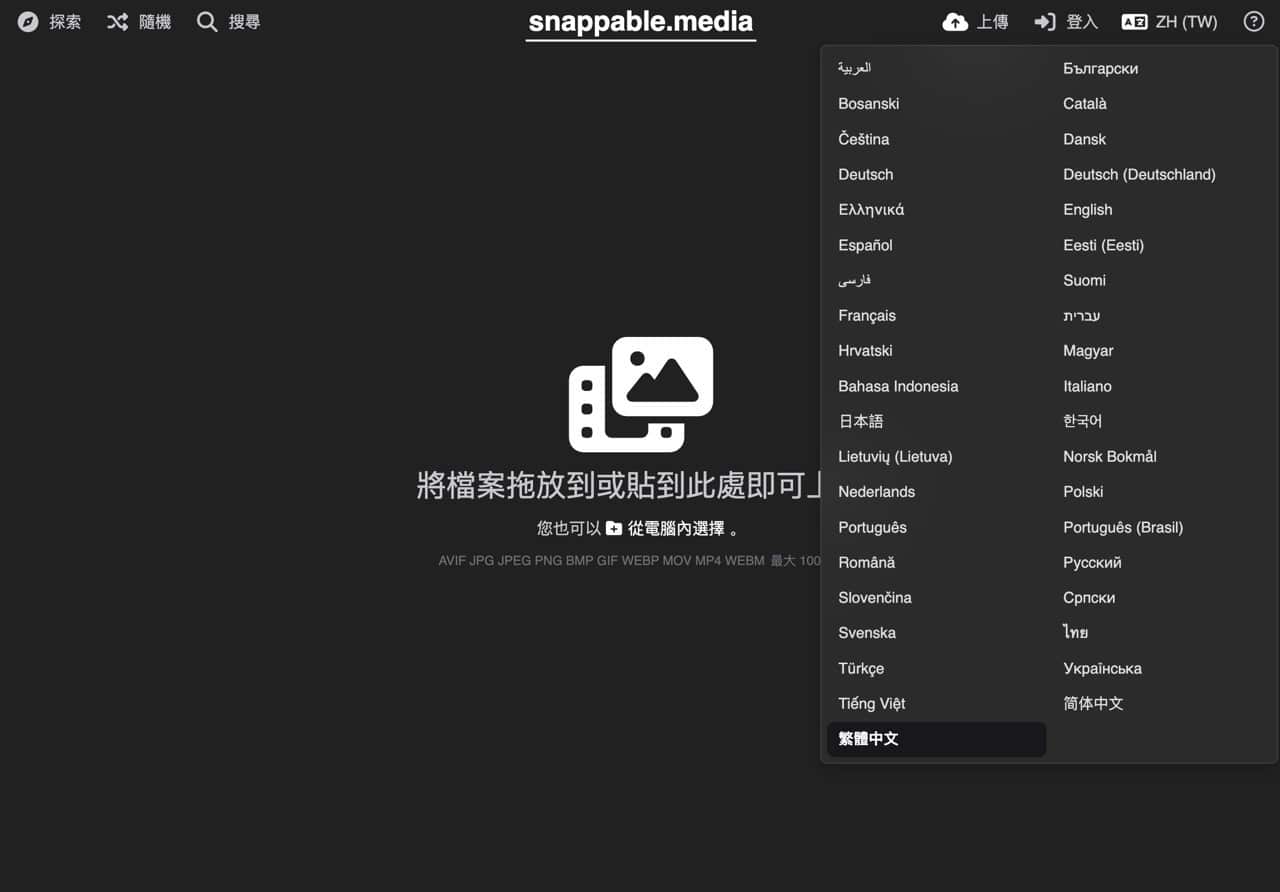 探索 隨機 搜尋 snappable.media 上傳 登入 ZH (TW)
العربية Български
Bosanski Català
Čeština Dansk
Deutsch Deutsch (Deutschland)
Ελληνικά English
Español Eesti (Eesti)
فارسی Suomi
Français עברית
Hrvatski Magyar
Bahasa Indonesia Italiano
日本語 한국어
Lietuvių (Lietuva) Norsk Bokmål
Nederlands Polski
Português Português (Brasil)
Română Русский
Slovenčina Српски
Svenska ไทย
Türkçe Українська
Tiếng Việt 简体中文
繁體中文
將檔案拖放到或貼到此處即可上
您也可以 從電腦內選擇 。
AVIF JPG JPEG PNG BMP GIF WEBP MOV MP4 WEBM 最大 100